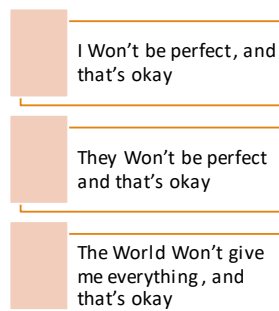 I Won’t be perfect, and
that’s okay
They Won’t be perfect
and that’s okay
The World Won’t give
me everything, and
that’s okay